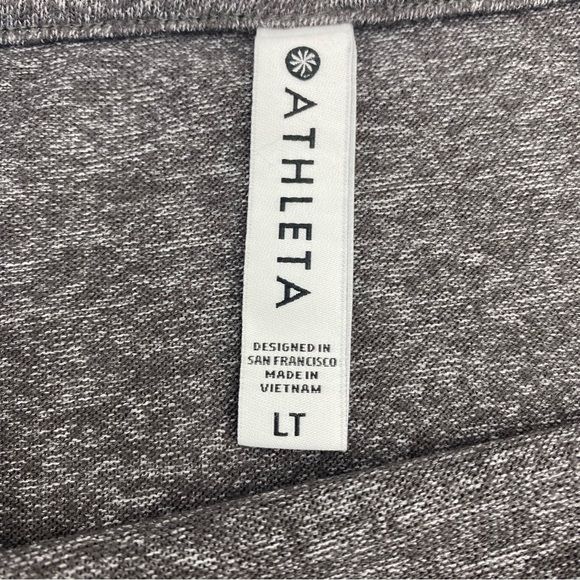 ATHLETA
DESIGNED IN
SAN FRANCISCO
MADE IN
VIETNAM
LT